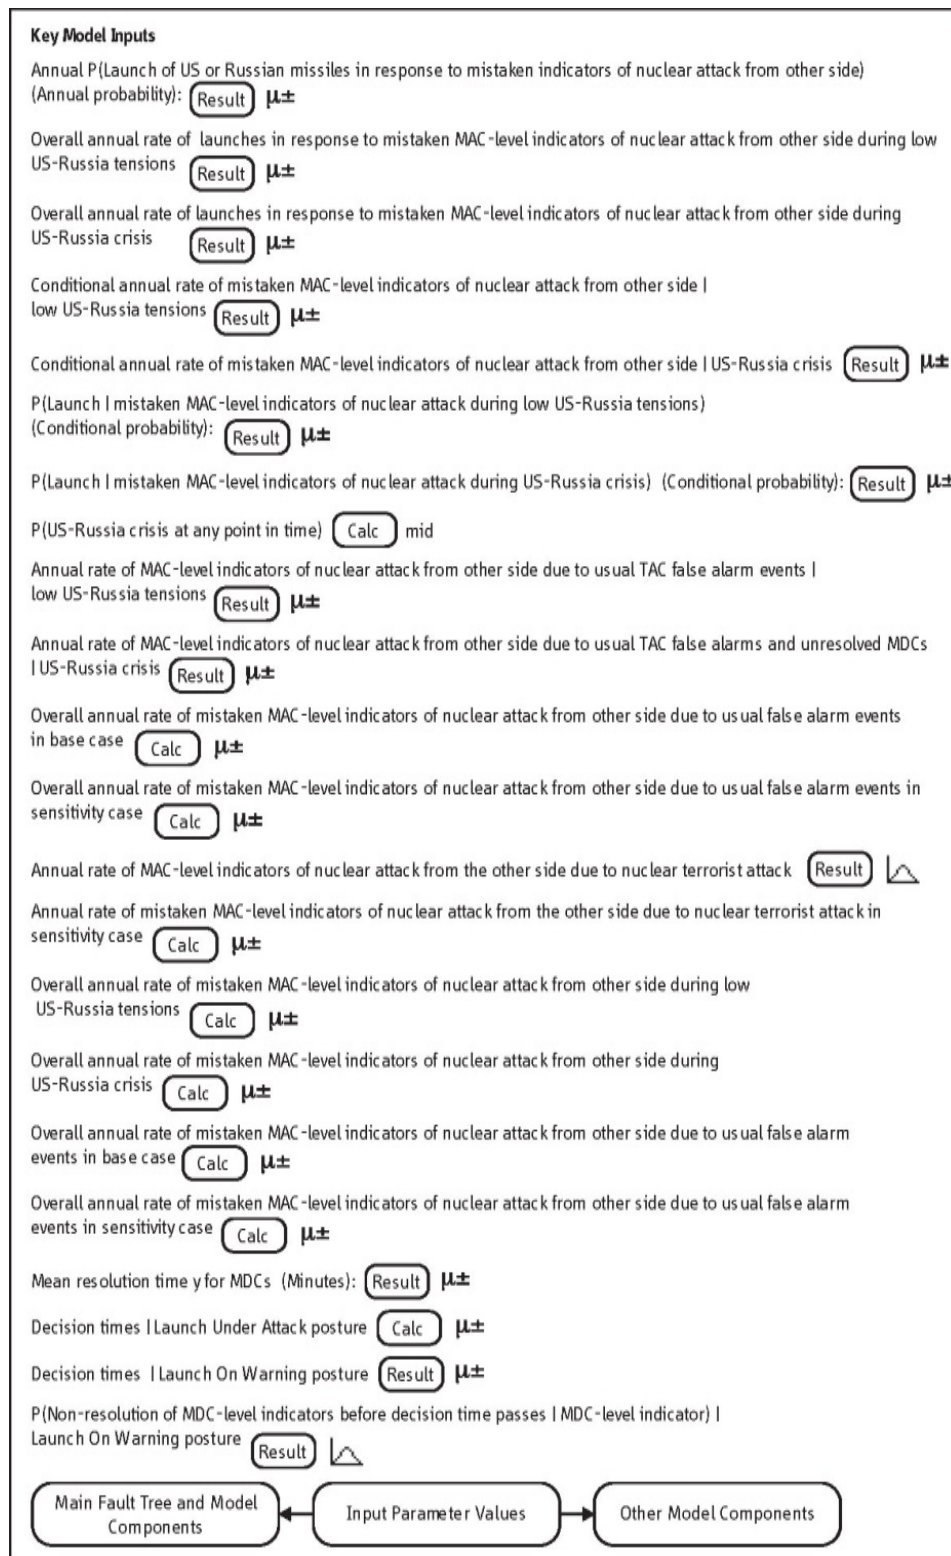 Key Model Inputs
Annual P(Launch of US or Russian missiles in response to mistaken indicators of nuclear attack from other side)
(Annual probability): Result μ±
Overall annual rate of launches in response to mistaken MAC-level indicators of nuclear attack from other side during low
US-Russia tensions Result μ±
Overall annual rate of launches in response to mistaken MAC-level indicators of nuclear attack from other side during
US-Russia crisis Result μ±
Conditional annual rate of mistaken MAC-level indicators of nuclear attack from other side |
low US-Russia tensions Result μ±
Conditional annual rate of mistaken MAC-level indicators of nuclear attack from other side | US-Russia crisis Result μ±
P(Launch | mistaken MAC-level indicators of nuclear attack during low US-Russia tensions)
(Conditional probability): Result μ±
P(Launch | mistaken MAC-level indicators of nuclear attack during US-Russia crisis) (Conditional probability): Result μ±
P(US-Russia crisis at any point in time) Calc mid
Annual rate of MAC-level indicators of nuclear attack from other side due to usual TAC false alarm events |
low US-Russia tensions Result μ±
Annual rate of MAC-level indicators of nuclear attack from other side due to usual TAC false alarms and unresolved MDCs
| US-Russia crisis Result μ±
Overall annual rate of mistaken MAC-level indicators of nuclear attack from other side due to usual false alarm events
in base case Calc μ±
Overall annual rate of mistaken MAC-level indicators of nuclear attack from other side due to usual false alarm events in
sensitivity case Calc μ±
Annual rate of MAC-level indicators of nuclear attack from the other side due to nuclear terrorist attack Result
Annual rate of mistaken MAC-level indicators of nuclear attack from the other side due to nuclear terrorist attack in
sensitivity case Calc μ±
Overall annual rate of mistaken MAC-level indicators of nuclear attack from other side during low
US-Russia tensions Calc μ±
Overall annual rate of mistaken MAC-level indicators of nuclear attack from other side during
US-Russia crisis Calc μ±
Overall annual rate of mistaken MAC-level indicators of nuclear attack from other side due to usual false alarm
events in base case Calc μ±
Overall annual rate of mistaken MAC-level indicators of nuclear attack from other side due to usual false alarm
events in sensitivity case Calc μ±
Mean resolution time y for MDCs (Minutes): Result μ±
Decision times | Launch Under Attack posture Calc μ±
Decision times | Launch On Warning posture Result μ±
P(Non-resolution of MDC-level indicators before decision time passes | MDC-level indicator) |
Launch On Warning posture Result
Main Fault Tree and Model Input Parameter Values Other Model Components
Components